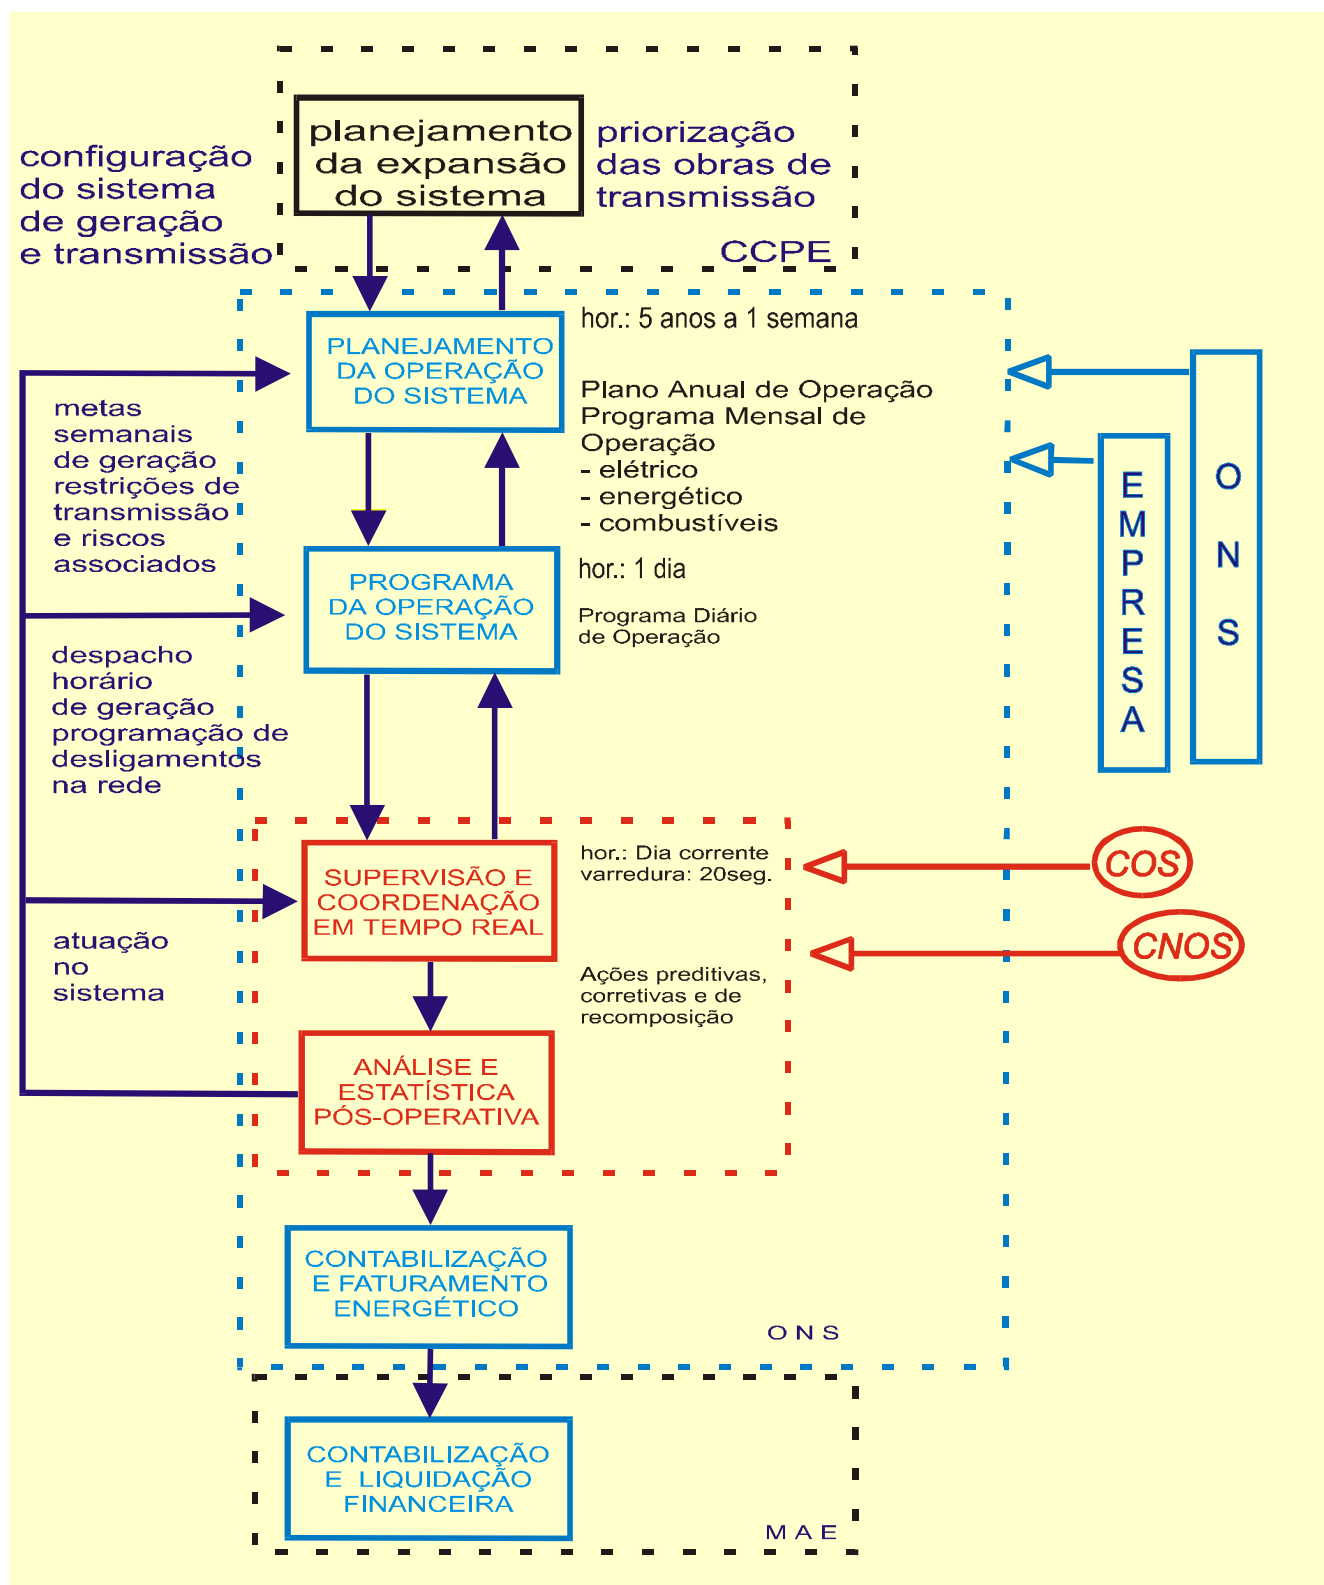 planejamento
da expansão
do sistema
priorização
das obras de
transmissão
CCPE
configuração
do sistema
de geração
e transmissão
PLANEJAMENTO
DA OPERAÇÃO
DO SISTEMA
hor.: 5 anos a 1 semana
Plano Anual de Operação
Programa Mensal de
Operação
- elétrico
- energético
- combustíveis
metas
semanais
de geração
restrições de
transmissão
e riscos
associados
PROGRAMA
DA OPERAÇÃO
DO SISTEMA
hor.: 1 dia
Programa Diário
de Operação
EMPRESA
ONS
despacho
horário
de geração
programação de
desligamentos
na rede
SUPERVISÃO E
COORDENAÇÃO
EM TEMPO REAL
hor.: Dia corrente
varredura: 20seg.
Ações preditivas,
corretivas e de
recomposição
COS
CNOS
atuação
no
sistema
ANÁLISE E
ESTATÍSTICA
PÓS-OPERATIVA
CONTABILIZAÇÃO
E FATURAMENTO
ENERGÉTICO
O N S
CONTABILIZAÇÃO
E LIQUIDAÇÃO
FINANCEIRA
M A E